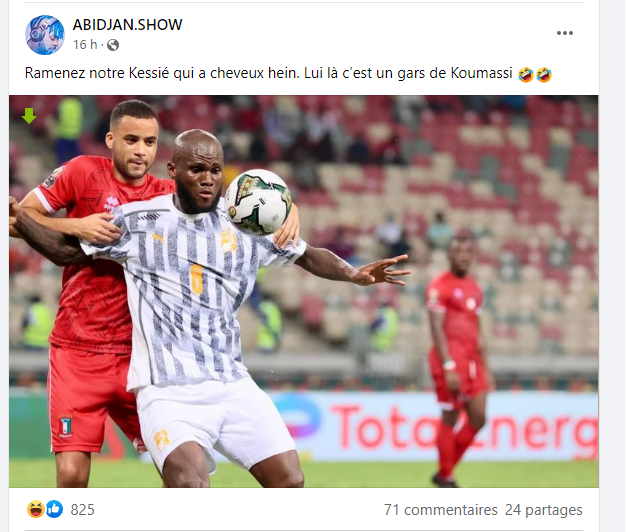 ABIDJAN.SHOW
16 h ·
Ramenez notre Kessié qui a cheveux hein. Lui là c'est un gars de Koumassi 🤣🤣
TotalEnerg
825
71 commentaires 24 partages